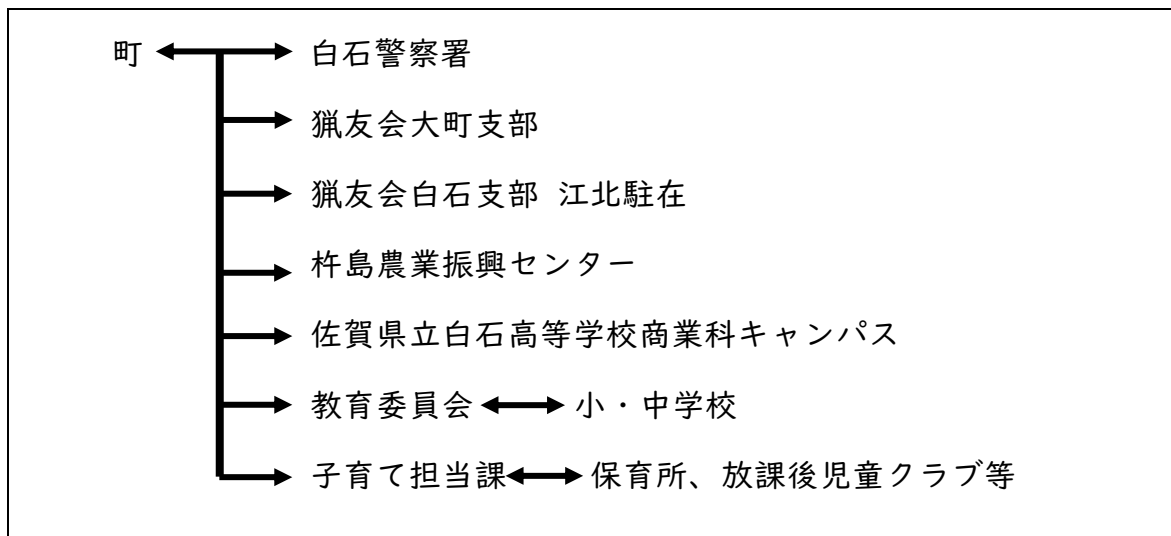 町 白石警察署
猟友会大町支部
猟友会白石支部 江北駐在
杵島農業振興センター
佐賀県立白石高等学校商業科キャンパス
教育委員会 小・中学校
子育て担当課 保育所、放課後児童クラブ等